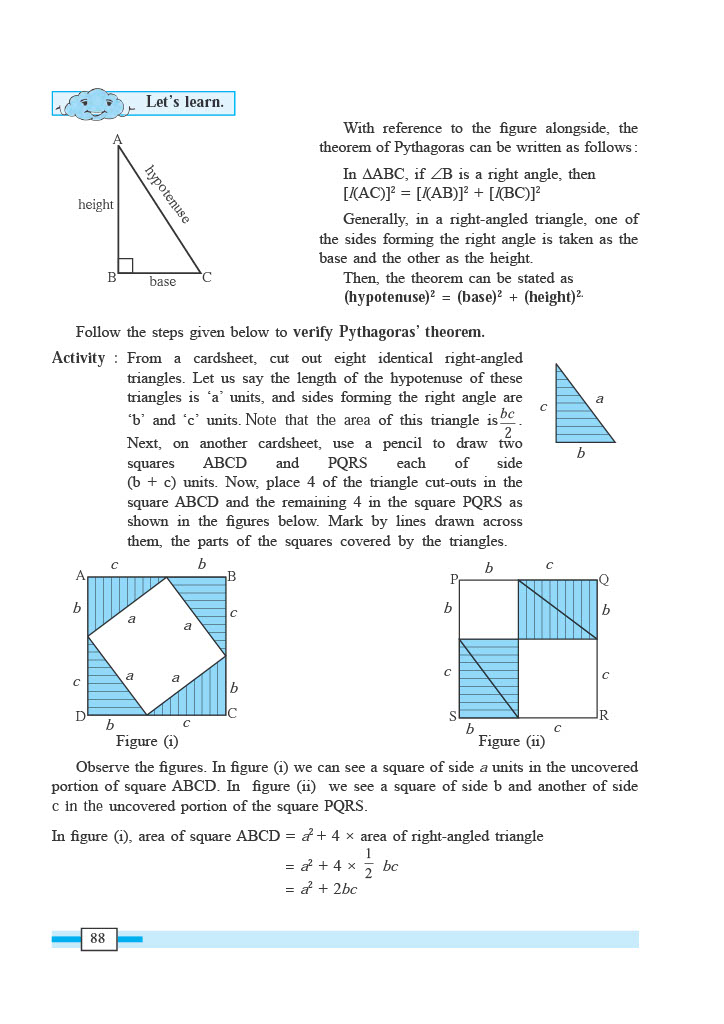 Let's learn.
A
height
hypotenuse
B
base
C
With reference to the figure alongside, the
theorem of Pythagoras can be written as follows :
In ΔABC, if ∠B is a right angle, then
[l(AC)]² = [l(AB)]² + [l(BC)]²
Generally, in a right-angled triangle, one of
the sides forming the right angle is taken as the
base and the other as the height.
Then, the theorem can be stated as
(hypotenuse)² = (base)² + (height)².
Follow the steps given below to verify Pythagoras' theorem.
Activity : From a cardsheet, cut out eight identical right-angled
triangles. Let us say the length of the hypotenuse of these
triangles is 'a' units, and sides forming the right angle are
'b' and 'c' units. Note that the area of this triangle is bc/2 .
Next, on another cardsheet, use a pencil to draw two
squares ABCD and PQRS each of side
(b + c) units. Now, place 4 of the triangle cut-outs in the
square ABCD and the remaining 4 in the square PQRS as
shown in the figures below. Mark by lines drawn across
them, the parts of the squares covered by the triangles.
c
a
b
c b
A B
b a a c
c a a b
D C
b c
Figure (i)
b c
P Q
b b
c c
S R
b c
Figure (ii)
Observe the figures. In figure (i) we can see a square of side a units in the uncovered
portion of square ABCD. In figure (ii) we see a square of side b and another of side
c in the uncovered portion of the square PQRS.
In figure (i), area of square ABCD = a² + 4 × area of right-angled triangle
= a² + 4 × 1/2 bc
= a² + 2bc
88